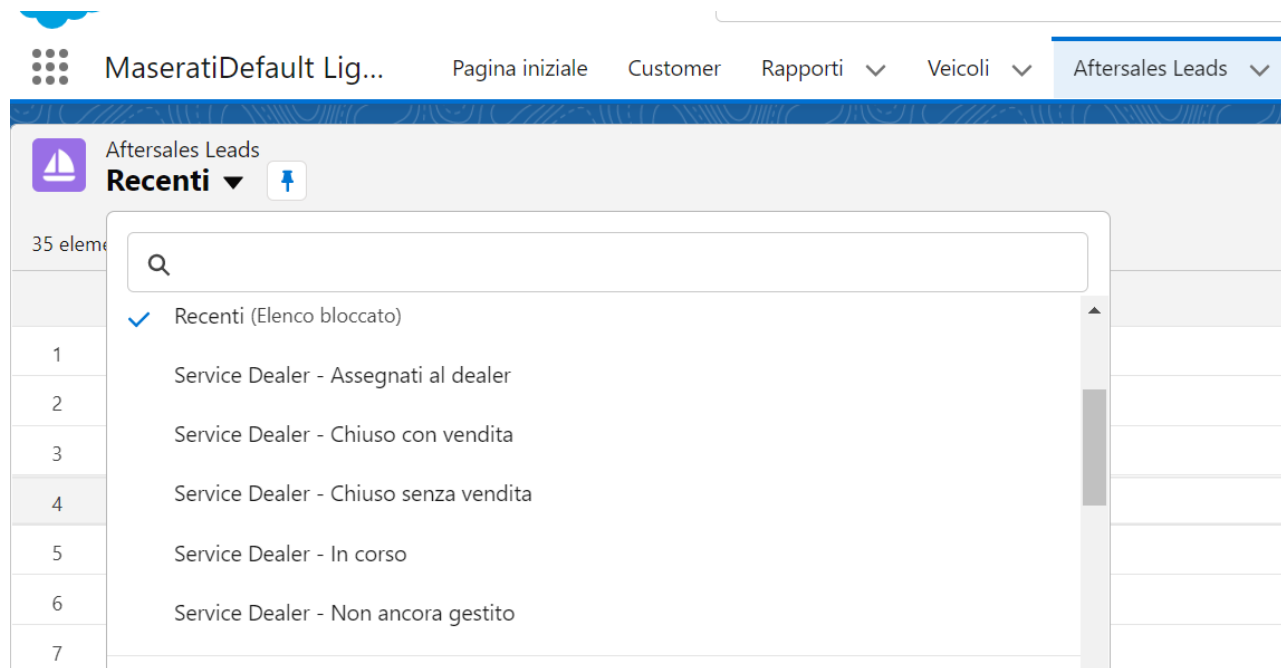 MaseratiDefault Lig... Pagina iniziale Customer Rapporti Veicoli Aftersales Leads
Aftersales Leads
Recenti
35 eleme
Recenti (Elenco bloccato)
1
Service Dealer - Assegnati al dealer
2
Service Dealer - Chiuso con vendita
3
Service Dealer - Chiuso senza vendita
4
5
Service Dealer - In corso
6
Service Dealer - Non ancora gestito
7